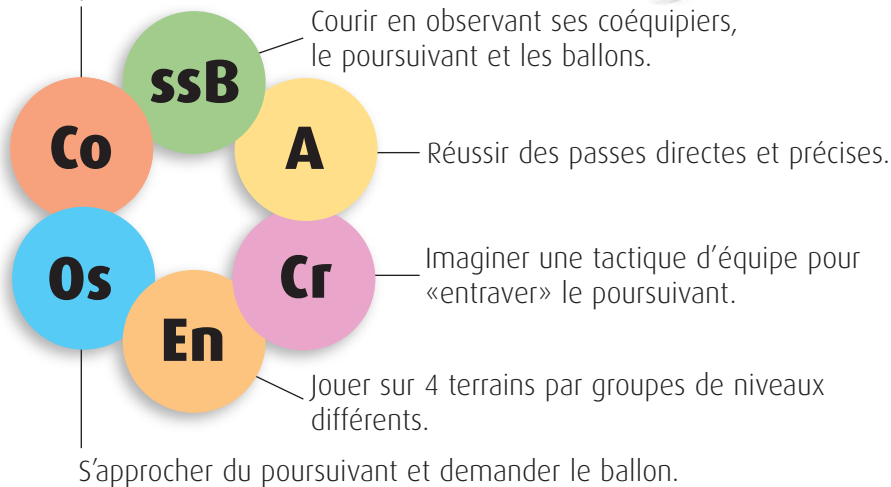 Courir en observant ses coéquipiers,
le poursuivant et les ballons.
ssB
Co
A
Réussir des passes directes et précises.
Os
Cr
Imaginer une tactique d’équipe pour
«entraver» le poursuivant.
En
Jouer sur 4 terrains par groupes de niveaux
différents.
S’approcher du poursuivant et demander le ballon.